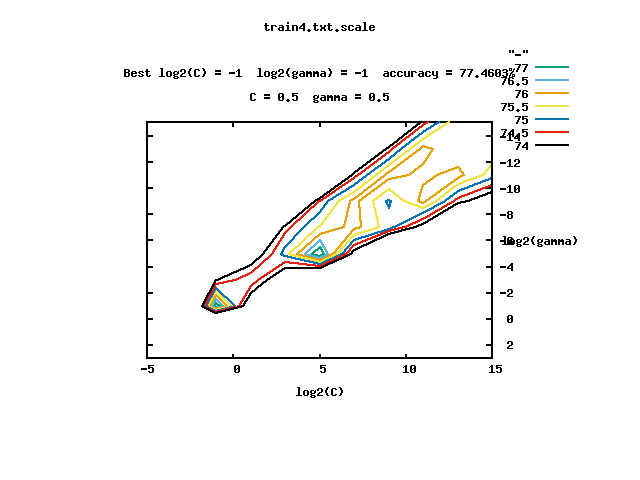 train4.txt.scale
"-"
Best log2(C) = -1 log2(gamma) = -1 accuracy = 77.4603%
77
76.5
C = 0.5 gamma = 0.5
76
75.5
75
74.5
74
-14
-12
-10
-8
-6
log2(gamma)
-4
-2
0
2
-5 0 5 10 15
log2(C)